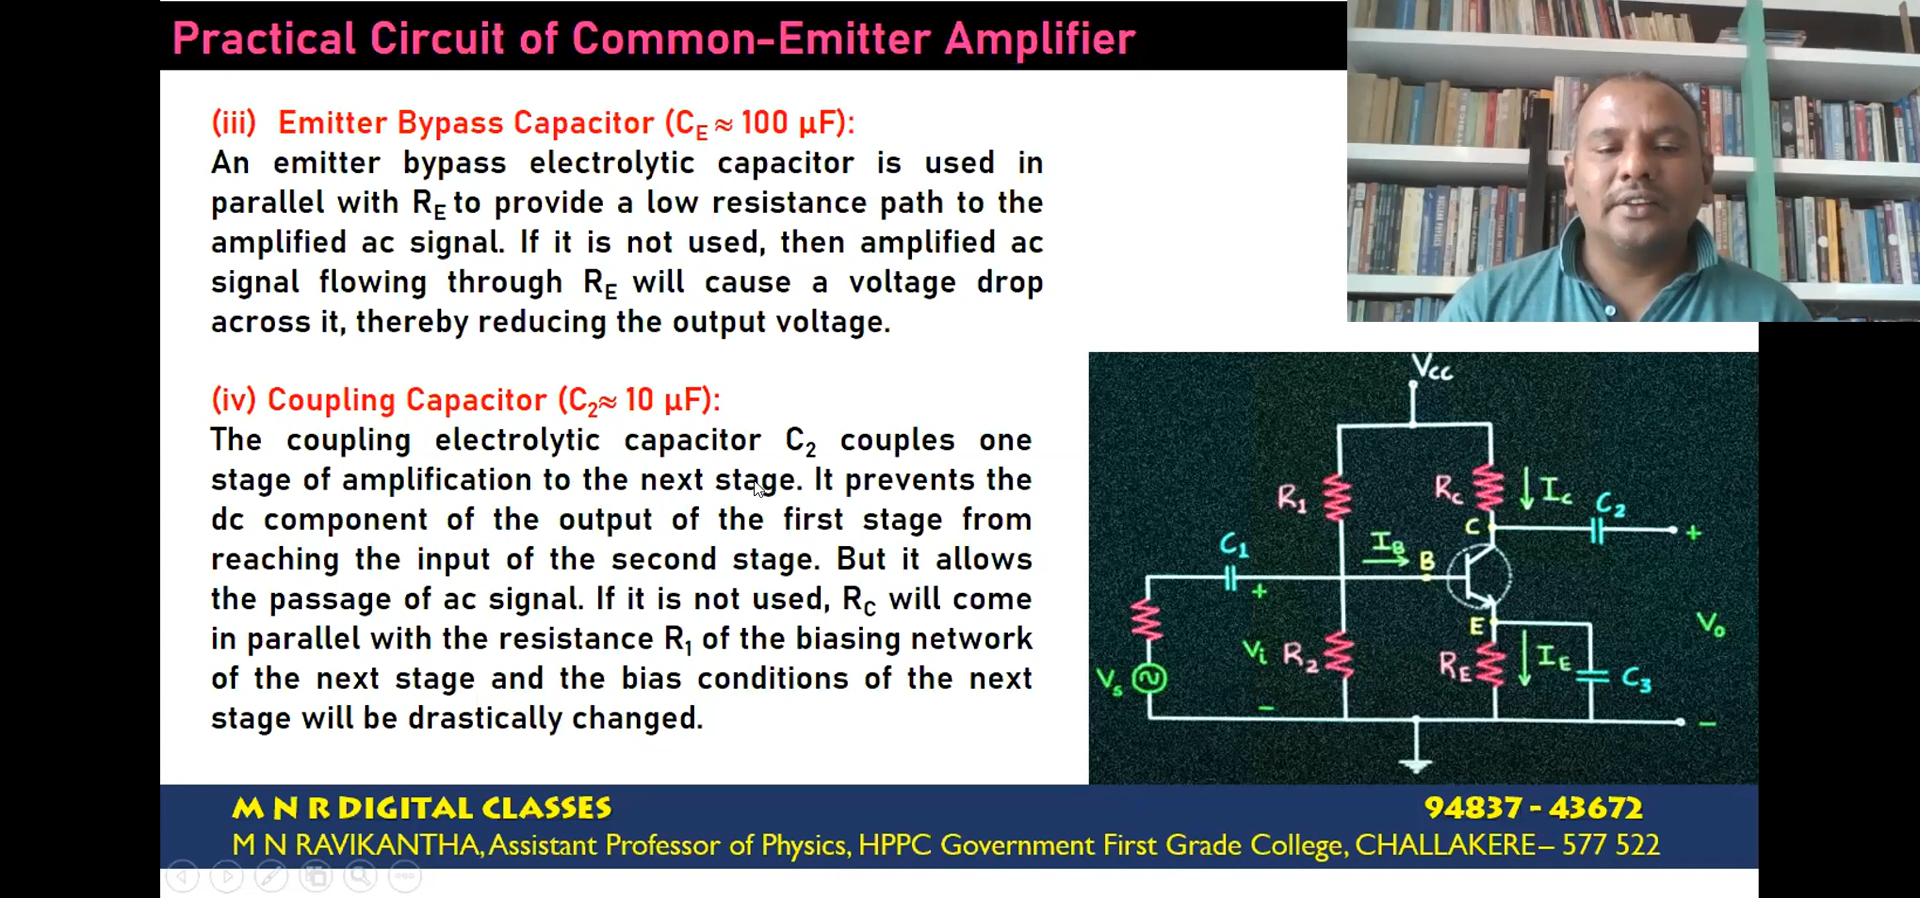 Practical Circuit of Common-Emitter Amplifier
(iii) Emitter Bypass Capacitor (CE ≈ 100 µF):
An emitter bypass electrolytic capacitor is used in
parallel with RE to provide a low resistance path to the
amplified ac signal. If it is not used, then amplified ac
signal flowing through RE will cause a voltage drop
across it, thereby reducing the output voltage.
(iv) Coupling Capacitor (C2≈ 10 µF):
The coupling electrolytic capacitor C2 couples one
stage of amplification to the next stage. It prevents the
dc component of the output of the first stage from
reaching the input of the second stage. But it allows
the passage of ac signal. If it is not used, RC will come
in parallel with the resistance R1 of the biasing network
of the next stage and the bias conditions of the next
stage will be drastically changed.
Vcc
R1
Rc
Ic
C2
C
+
C1
IB
B
+
E
Vo
Vi
R2
RE
IE
C3
Vs
−
−
M N R DIGITAL CLASSES
94837 - 43672
M N RAVIKANTHA, Assistant Professor of Physics, HPPC Government First Grade College, CHALLAKERE – 577 522